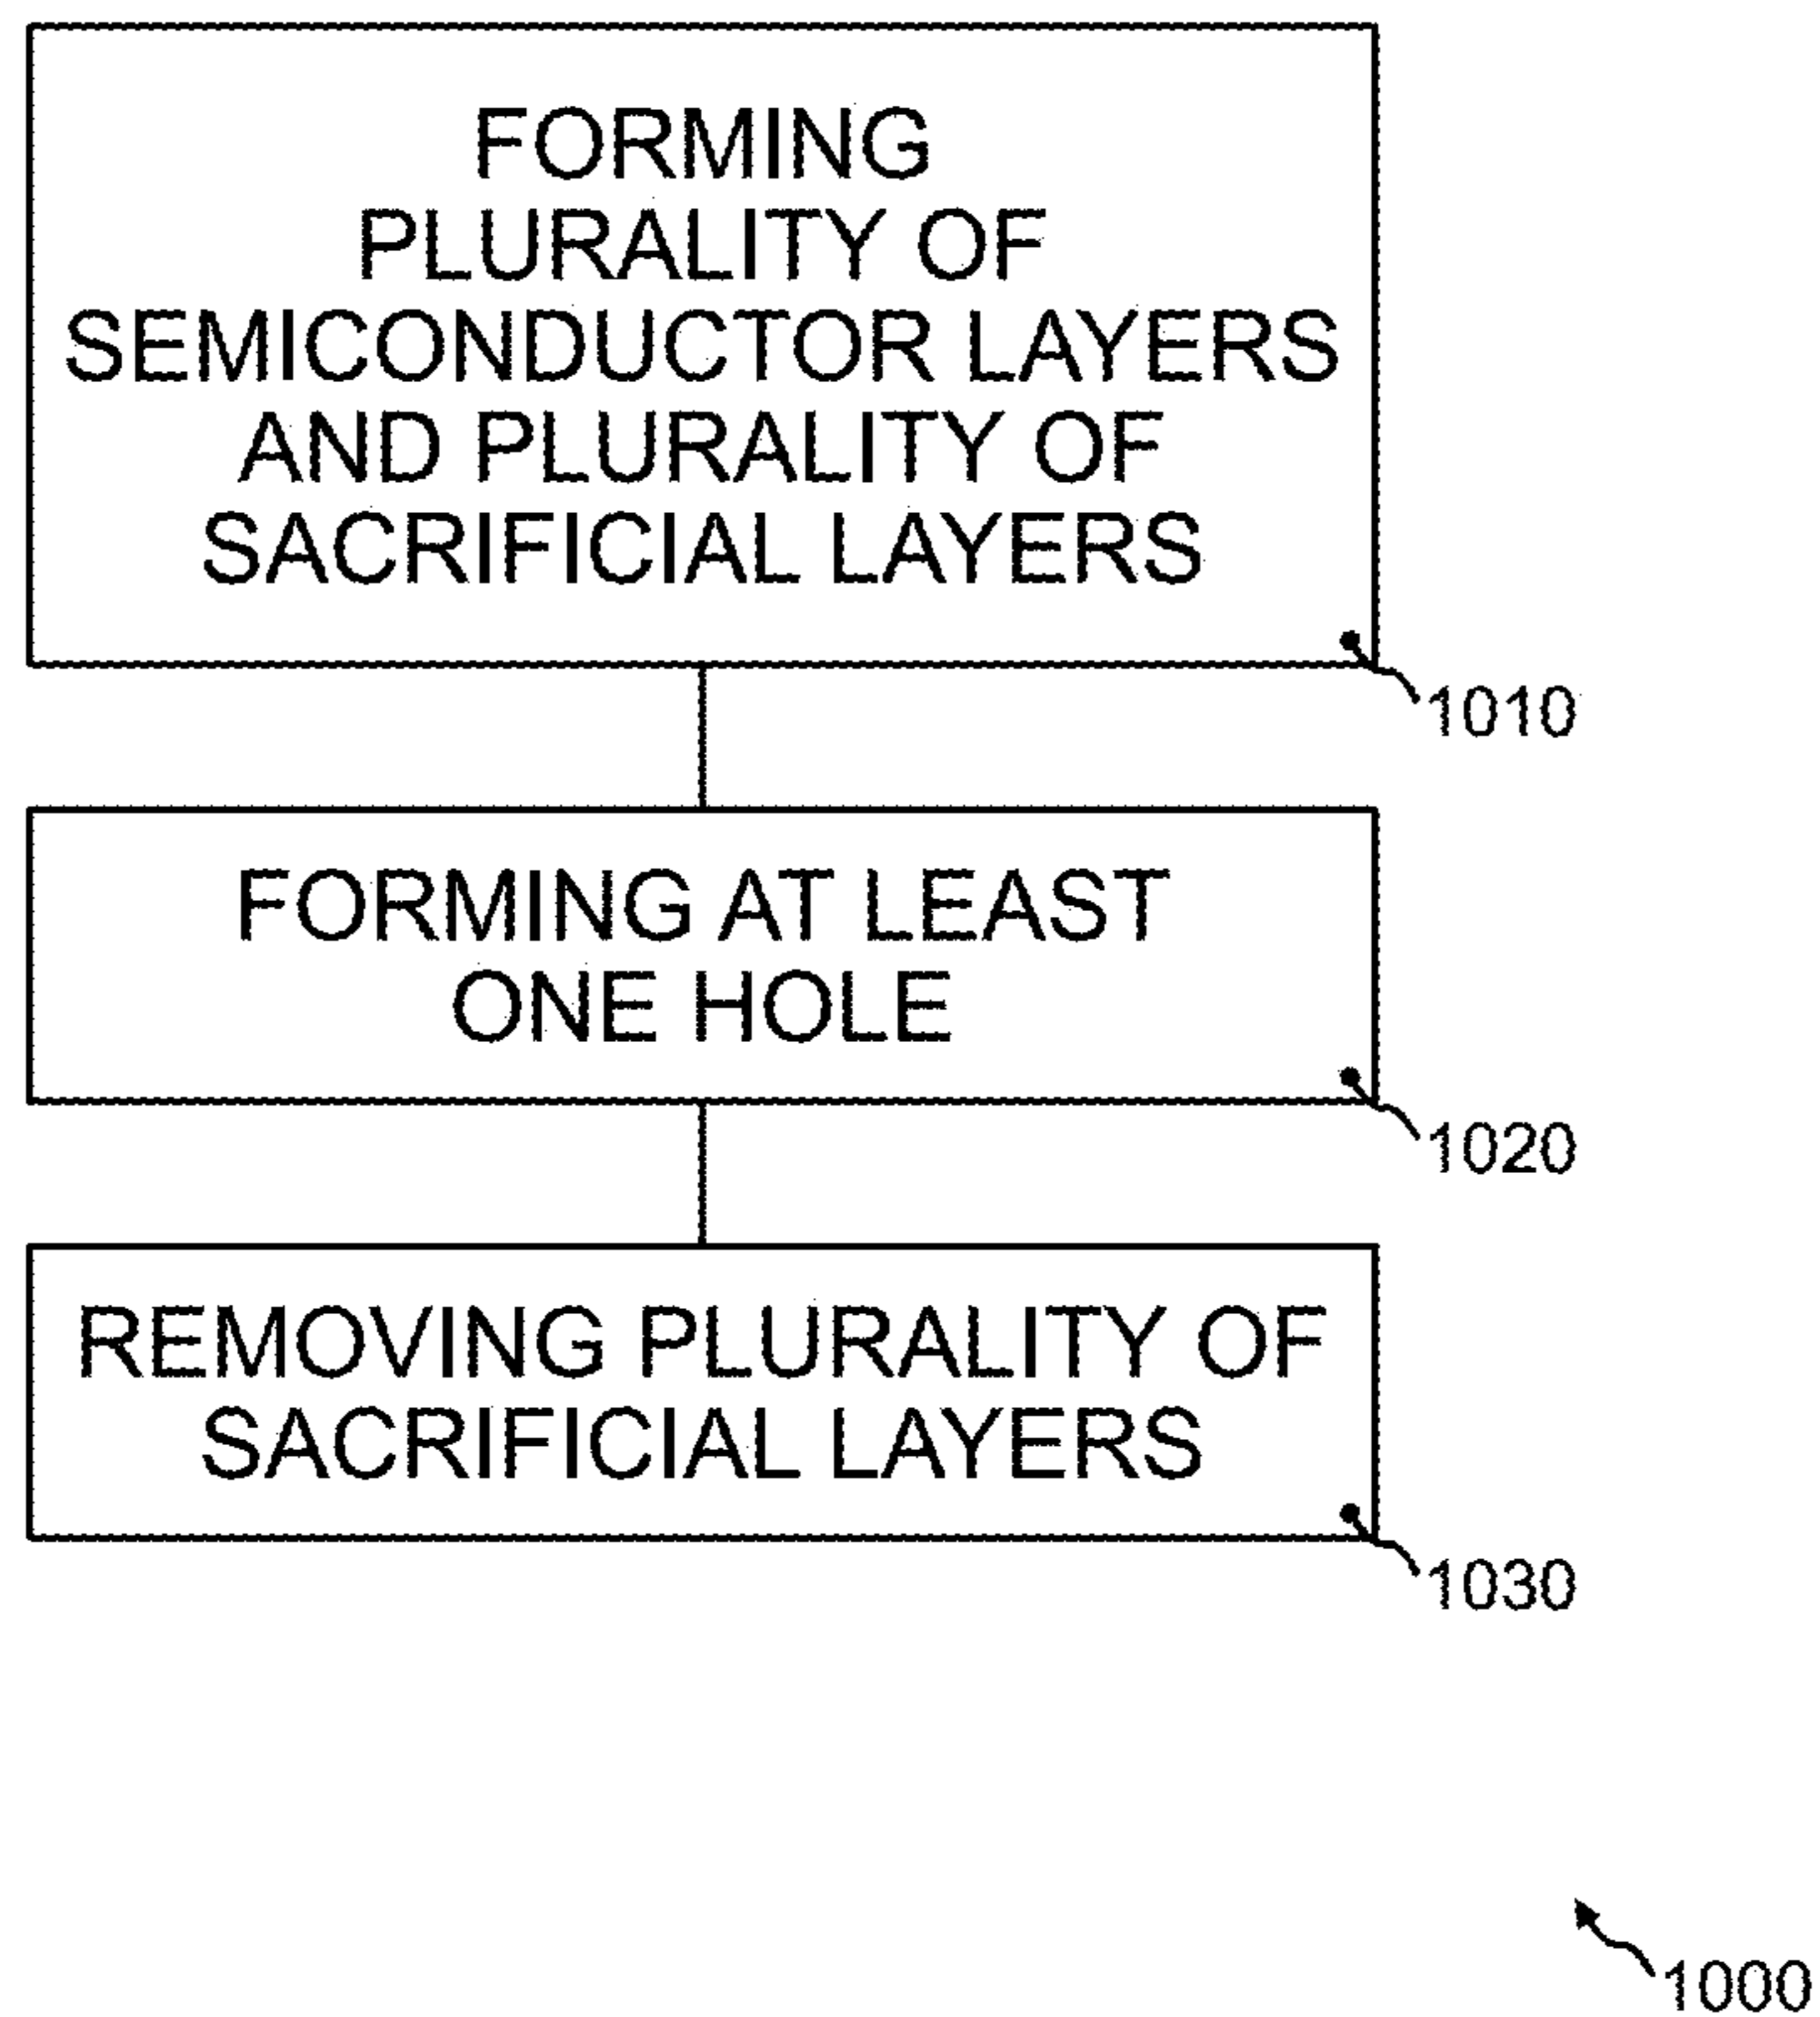 FORMING
PLURALITY OF
SEMICONDUCTOR LAYERS
AND PLURALITY OF
SACRIFICIAL LAYERS
1010
FORMING AT LEAST
ONE HOLE
1020
REMOVING PLURALITY OF
SACRIFICIAL LAYERS
1030
1000